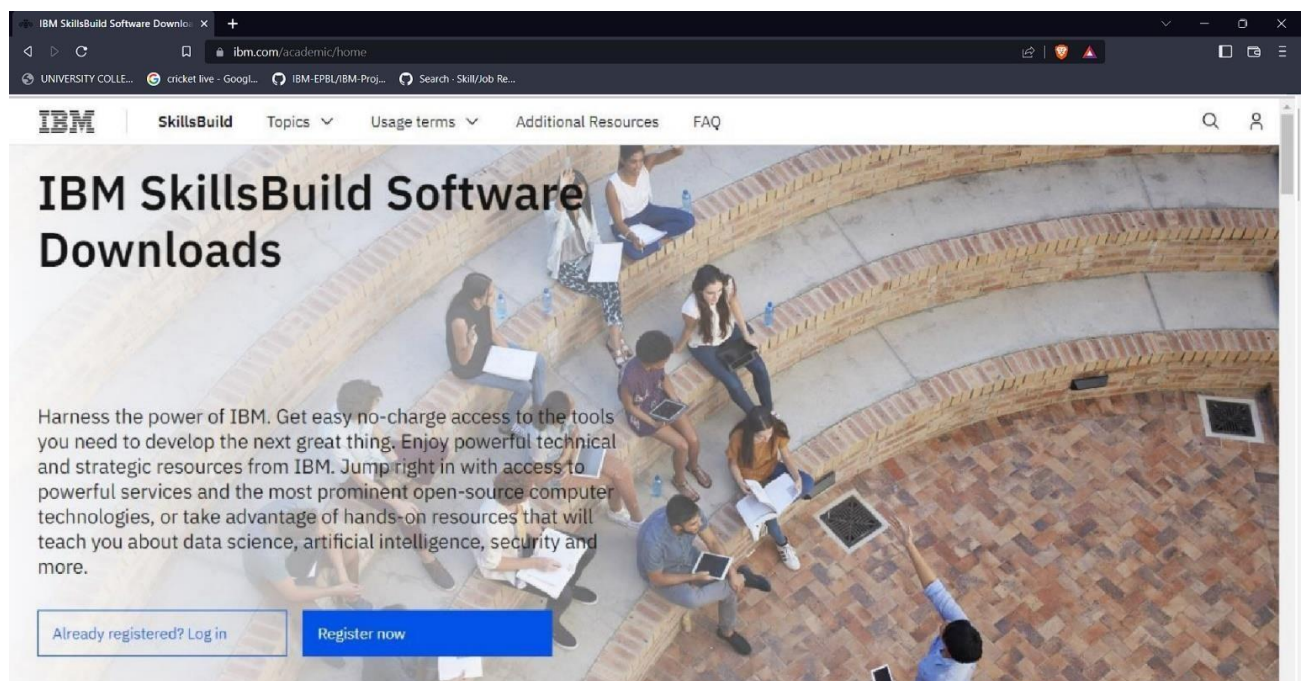 IBM SkillsBuild Software Downloa
ibm.com/academic/home
UNIVERSITY COLLE... cricket live - Googl... IBM-EPBL/IBM-Proj... Search · Skill/Job Re...
IBM SkillsBuild Topics Usage terms Additional Resources FAQ
IBM SkillsBuild Software
Downloads
Harness the power of IBM. Get easy no-charge access to the tools
you need to develop the next great thing. Enjoy powerful technical
and strategic resources from IBM. Jump right in with access to
powerful services and the most prominent open-source computer
technologies, or take advantage of hands-on resources that will
teach you about data science, artificial intelligence, security and
more.
Already registered? Log in Register now